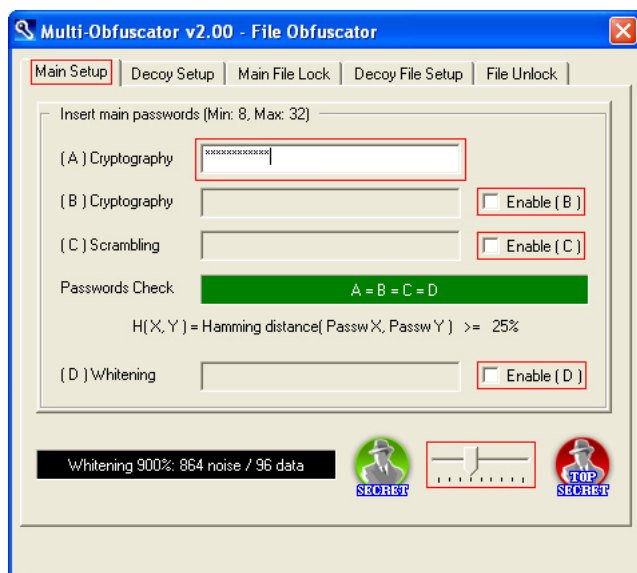 Multi-Obfuscator v2.00 - File Obfuscator
Main Setup Decoy Setup Main File Lock Decoy File Setup File Unlock
Insert main passwords (Min: 8, Max: 32)
(A) Cryptography ************
(B) Cryptography Enable (B)
(C) Scrambling Enable (C)
Passwords Check A = B = C = D
H(X, Y) = Hamming distance( Passw X, Passw Y ) >= 25%
(D) Whitening Enable (D)
Whitening 900%: 864 noise / 96 data
SECRET
TOP
SECRET